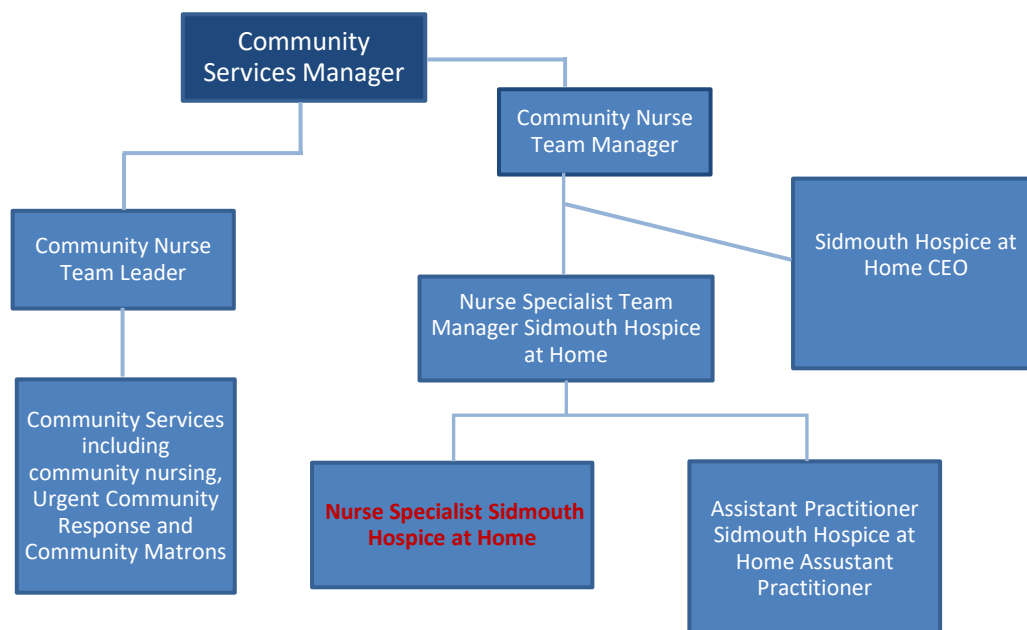 Community
Services Manager
Community Nurse
Team Manager
Sidmouth Hospice at
Home CEO
Community Nurse
Team Leader
Nurse Specialist Team
Manager Sidmouth Hospice
at Home
Community Services
including
community nursing,
Urgent Community
Response and
Community Matrons
Nurse Specialist Sidmouth
Hospice at Home
Assistant Practitioner
Sidmouth Hospice at
Home Assustant
Practitioner